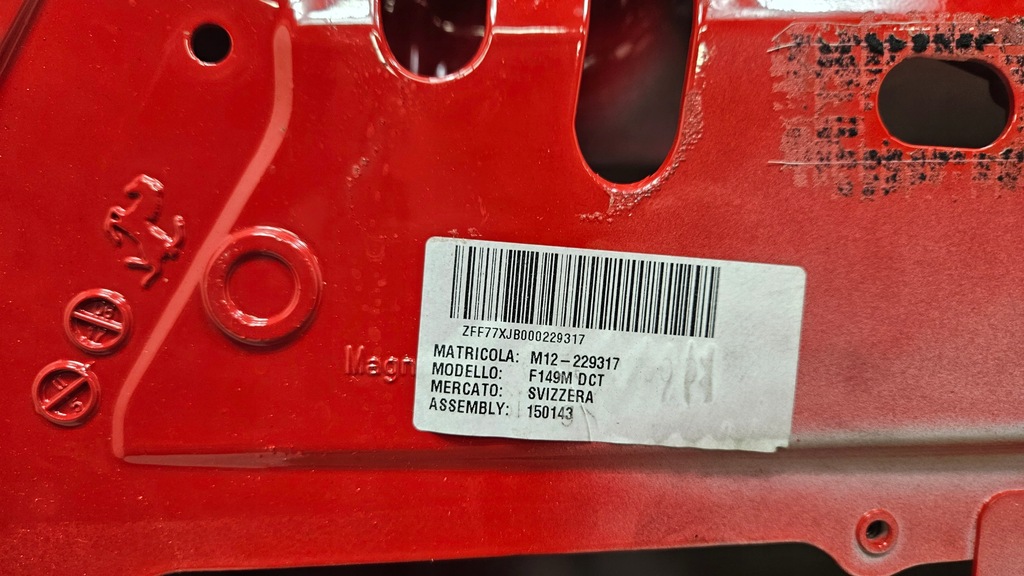 ZFF77XJB000229317
MATRICOLA: M12-229317
MODELLO: F149M DCT
MERCATO: SVIZZERA
ASSEMBLY: 150143
Magn